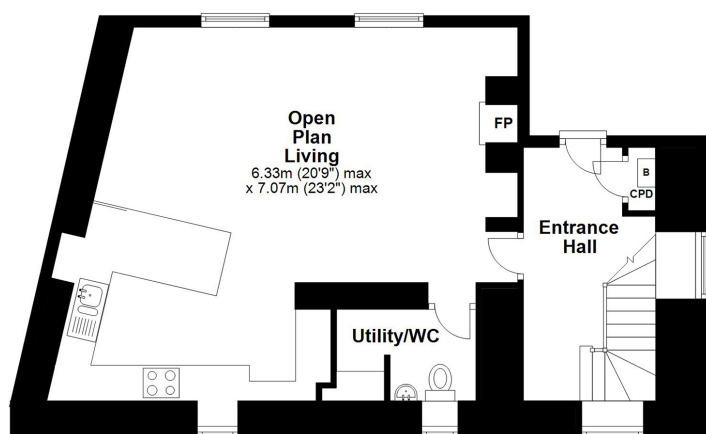 Open
Plan
Living
6.33m (20'9") max
x 7.07m (23'2") max
FP
B
CPD
Entrance
Hall
Utility/WC